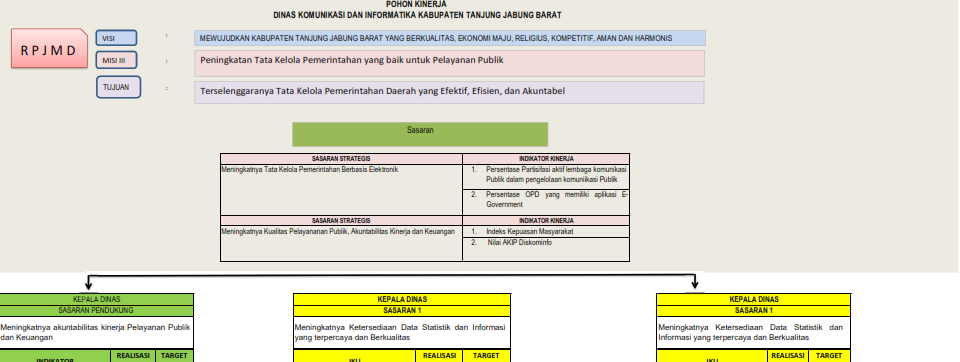 POHON KINERJA
DINAS KOMUNIKASI DAN INFORMATIKA KABUPATEN TANJUNG JABUNG BARAT
RPJMD
VISI : MEWUJUDKAN KABUPATEN TANJUNG JABUNG BARAT YANG BERKUALITAS, EKONOMI MAJU, RELIGIUS, KOMPETITIF, AMAN DAN HARMONIS
MISI III : Peningkatan Tata Kelola Pemerintahan yang baik untuk Pelayanan Publik
TUJUAN : Terselenggaranya Tata Kelola Pemerintahan Daerah yang Efektif, Efisien, dan Akuntabel
Sasaran
SASARAN STRATEGIS INDIKATOR KINERJA
Meningkatnya Tata Kelola Pemerintahan Berbasis Elektronik 1. Persentase Partisifasi aktif lembaga komunikasi
Publik dalam pengelolaan komuniikasi Publik
2. Persentase OPD yang memiliki aplikasi E-
Government
SASARAN STRATEGIS INDIKATOR KINERJA
Meningkatnya Kualitas Pelayananan Publik, Akuntabilitas Kinerja dan Keuangan 1. Indeks Kepuasan Masyarakat
2. Nilai AKIP Diskominfo
KEPALA DINAS
SASARAN PENDUKUNG
Meningkatnya akuntabilitas kinerja Pelayanan Publik
dan Keuangan
INDIKATOR REALISASI TARGET
KEPALA DINAS
SASARAN 1
Meningkatnya Ketersediaan Data Statistik dan Informasi
yang terpercaya dan Berkualitas
IKU REALISASI TARGET
KEPALA DINAS
SASARAN 1
Meningkatnya Ketersediaan Data Statistik dan
Informasi yang terpercaya dan Berkualitas
IKU REALISASI TARGET